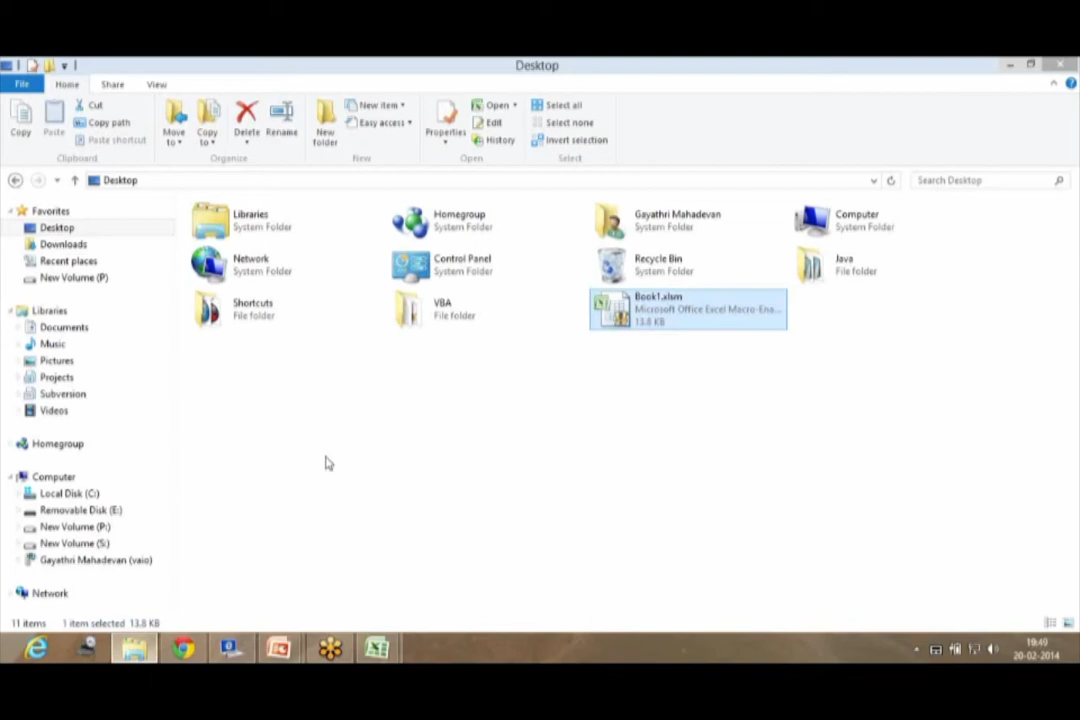 Desktop
File Home Share View
Cut
Copy path
Paste shortcut
Copy Paste
Clipboard
Move to Copy to Delete Rename
Organize
New folder
New item
Easy access
New
Properties
Open
Edit
History
Open
Select all
Select none
Invert selection
Select
Desktop
Search Desktop
Favorites
Desktop
Downloads
Recent places
New Volume (P)
Libraries
Documents
Music
Pictures
Projects
Subversion
Videos
Homegroup
Computer
Local Disk (C:)
Removable Disk (E:)
New Volume (P:)
New Volume (S:)
Gayathri Mahadevan (vaio)
Network
Libraries
System Folder
Homegroup
System Folder
Gayathri Mahadevan
System Folder
Computer
System Folder
Network
System Folder
Control Panel
System Folder
Recycle Bin
System Folder
Java
File folder
Shortcuts
File folder
VBA
File folder
Book1.xlsm
Microsoft Office Excel Macro-Ena...
13.8 KB
11 items 1 item selected 13.8 KB
19:49
20-02-2014